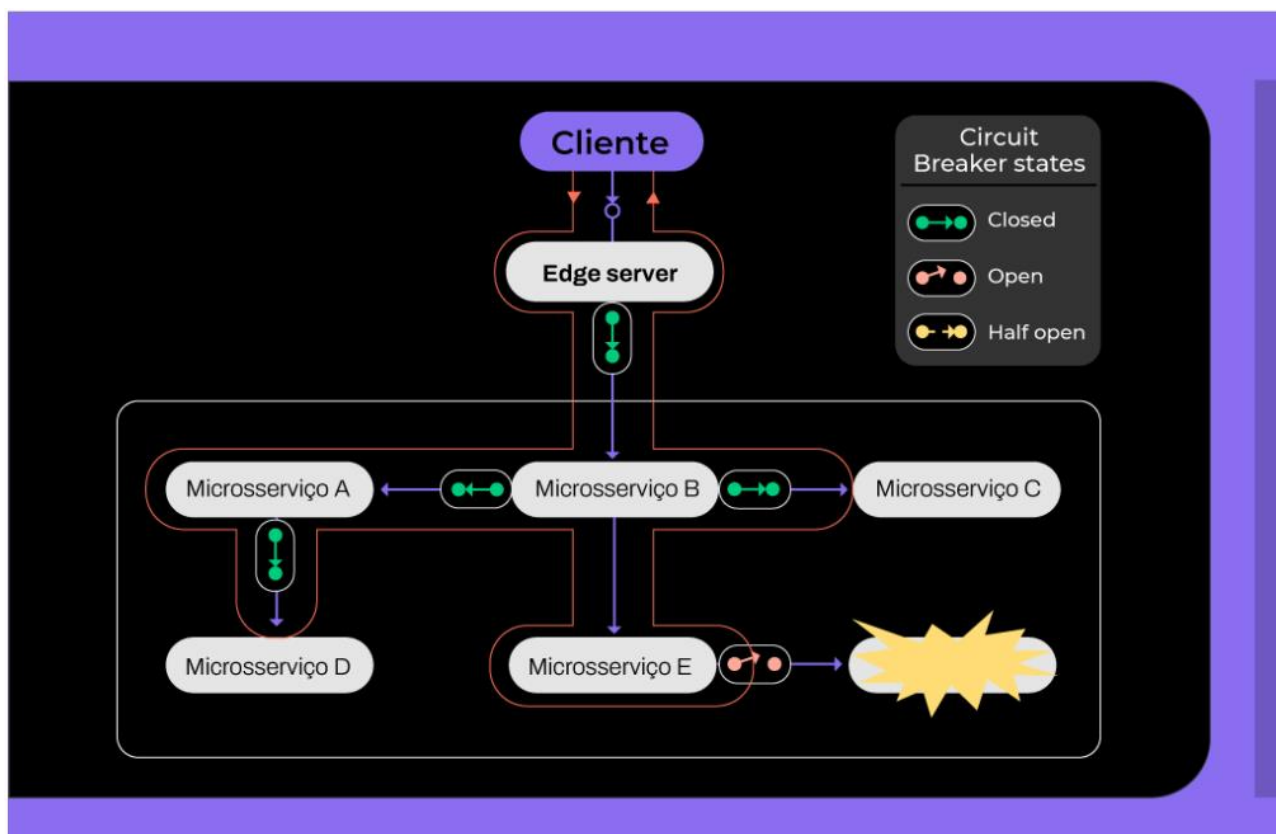 Cliente
Circuit
Breaker states
Closed
Open
Half open
Edge server
Microsserviço A
Microsserviço B
Microsserviço C
Microsserviço D
Microsserviço E